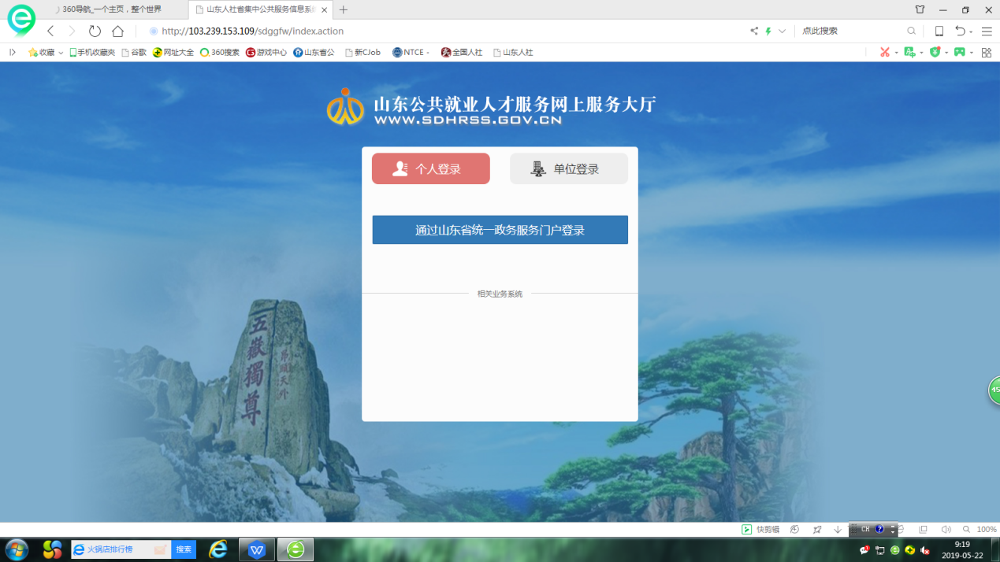 360导航_一个主页，整个世界
山东人社省集中公共服务信息系统
http://103.239.153.109/sdggfw/index.action
点此搜索
收藏
手机收藏夹
谷歌
网址大全
360搜索
游戏中心
山东省公
新CJob
NTCE -
全国人社
山东人社
山东公共就业人才服务网上服务大厅
WWW.SDHRSS.GOV.CN
个人登录
单位登录
通过山东省统一政务服务门户登录
相关业务系统
五嶽獨尊
昂頭天外
45
快剪辑
CH
100%
火锅店排行榜
搜索
9:19
2019-05-22